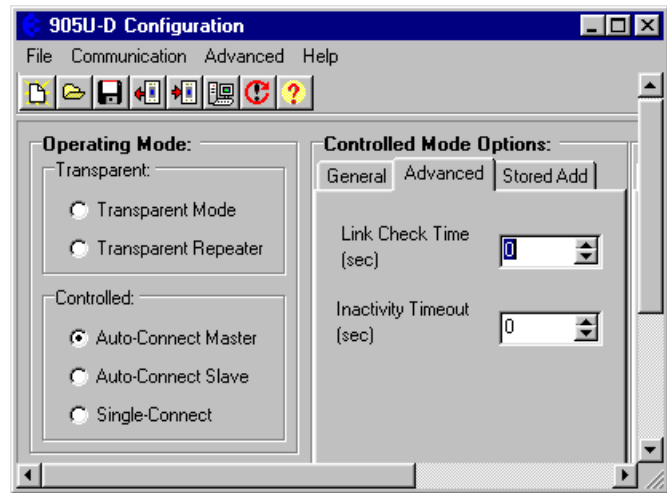 905U-D Configuration
File Communication Advanced Help
Operating Mode:
Transparent:
Transparent Mode
Transparent Repeater
Controlled:
Auto-Connect Master
Auto-Connect Slave
Single-Connect
Controlled Mode Options:
General Advanced Stored Add
Link Check Time
(sec)
0
Inactivity Timeout
(sec)
0